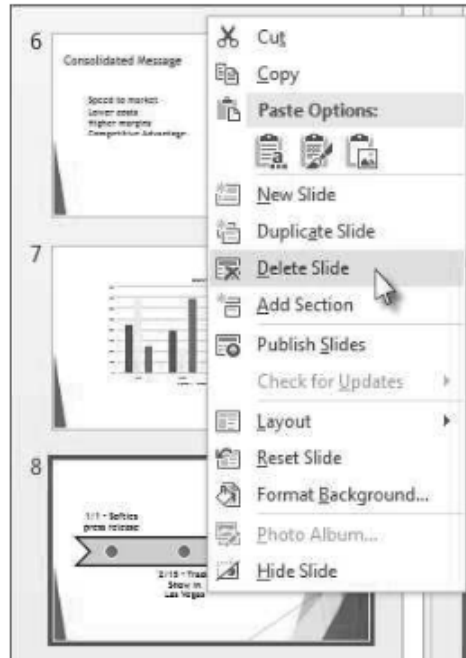 6
Consolidated Message
Speed to market
Lower costs
Higher margins
Competitive Advantage
7
8
1/1 - Softies
press release
2/15 - Trade
Show in
Las Vegas
Cut
Copy
Paste Options:
New Slide
Duplicate Slide
Delete Slide
Add Section
Publish Slides
Check for Updates
Layout
Reset Slide
Format Background...
Photo Album...
Hide Slide